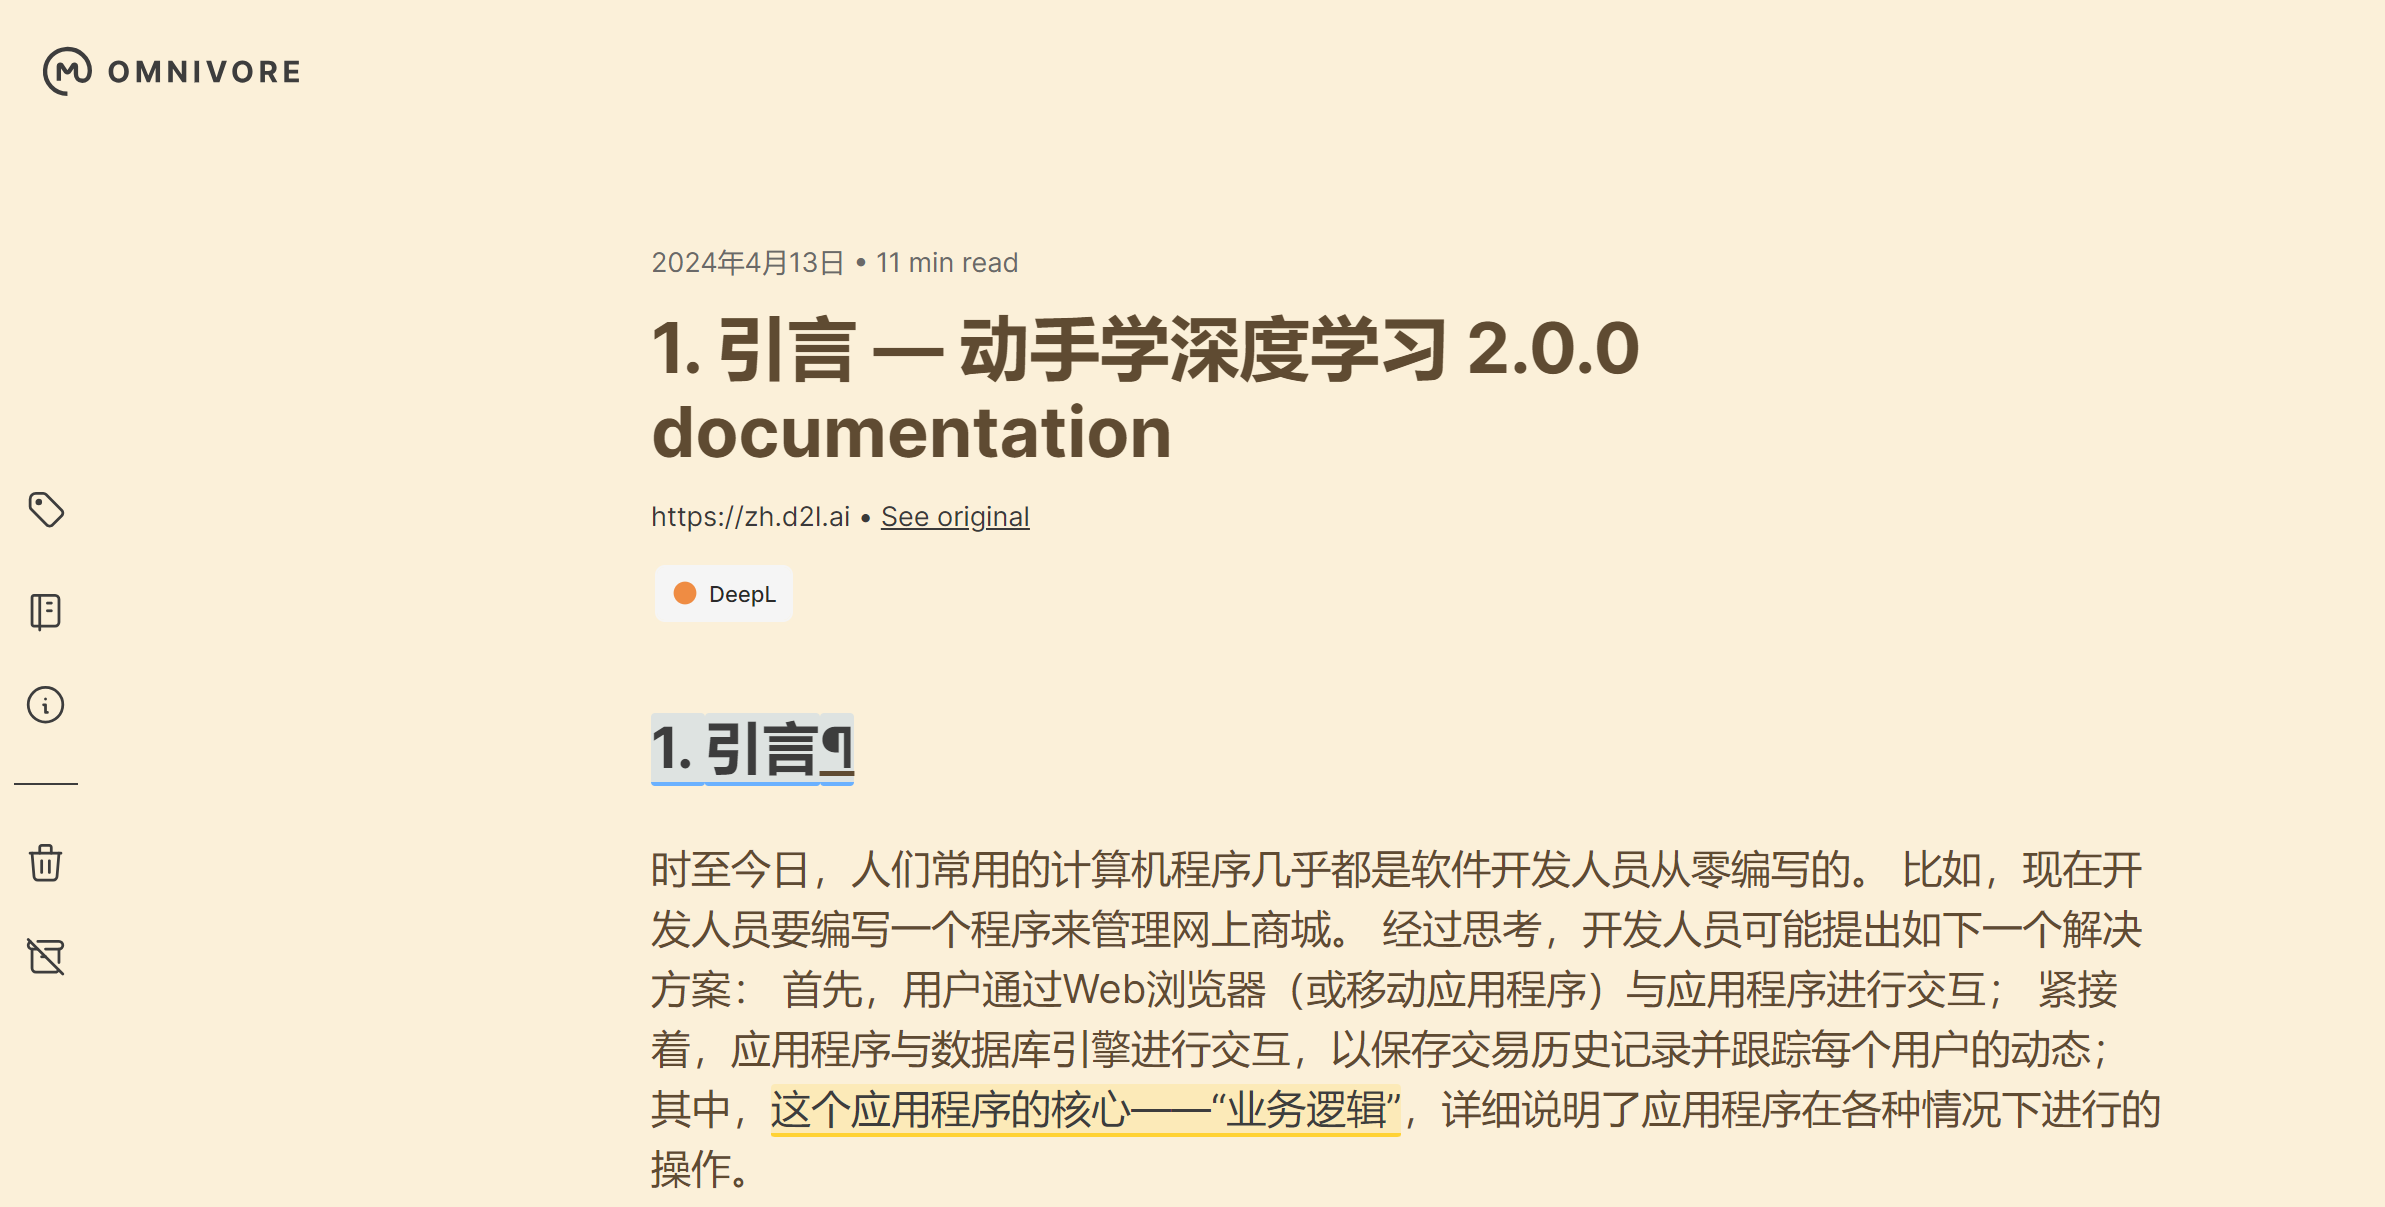 OMNIVORE
2024年4月13日 • 11 min read
1. 引言 — 动手学深度学习 2.0.0
documentation
https://zh.d2l.ai • See original
DeepL
1. 引言¶
时至今日，人们常用的计算机程序几乎都是软件开发人员从零编写的。 比如，现在开
发人员要编写一个程序来管理网上商城。 经过思考，开发人员可能提出如下一个解决
方案： 首先，用户通过Web浏览器（或移动应用程序）与应用程序进行交互； 紧接
着，应用程序与数据库引擎进行交互，以保存交易历史记录并跟踪每个用户的动态；
其中，这个应用程序的核心——“业务逻辑”，详细说明了应用程序在各种情况下进行的
操作。